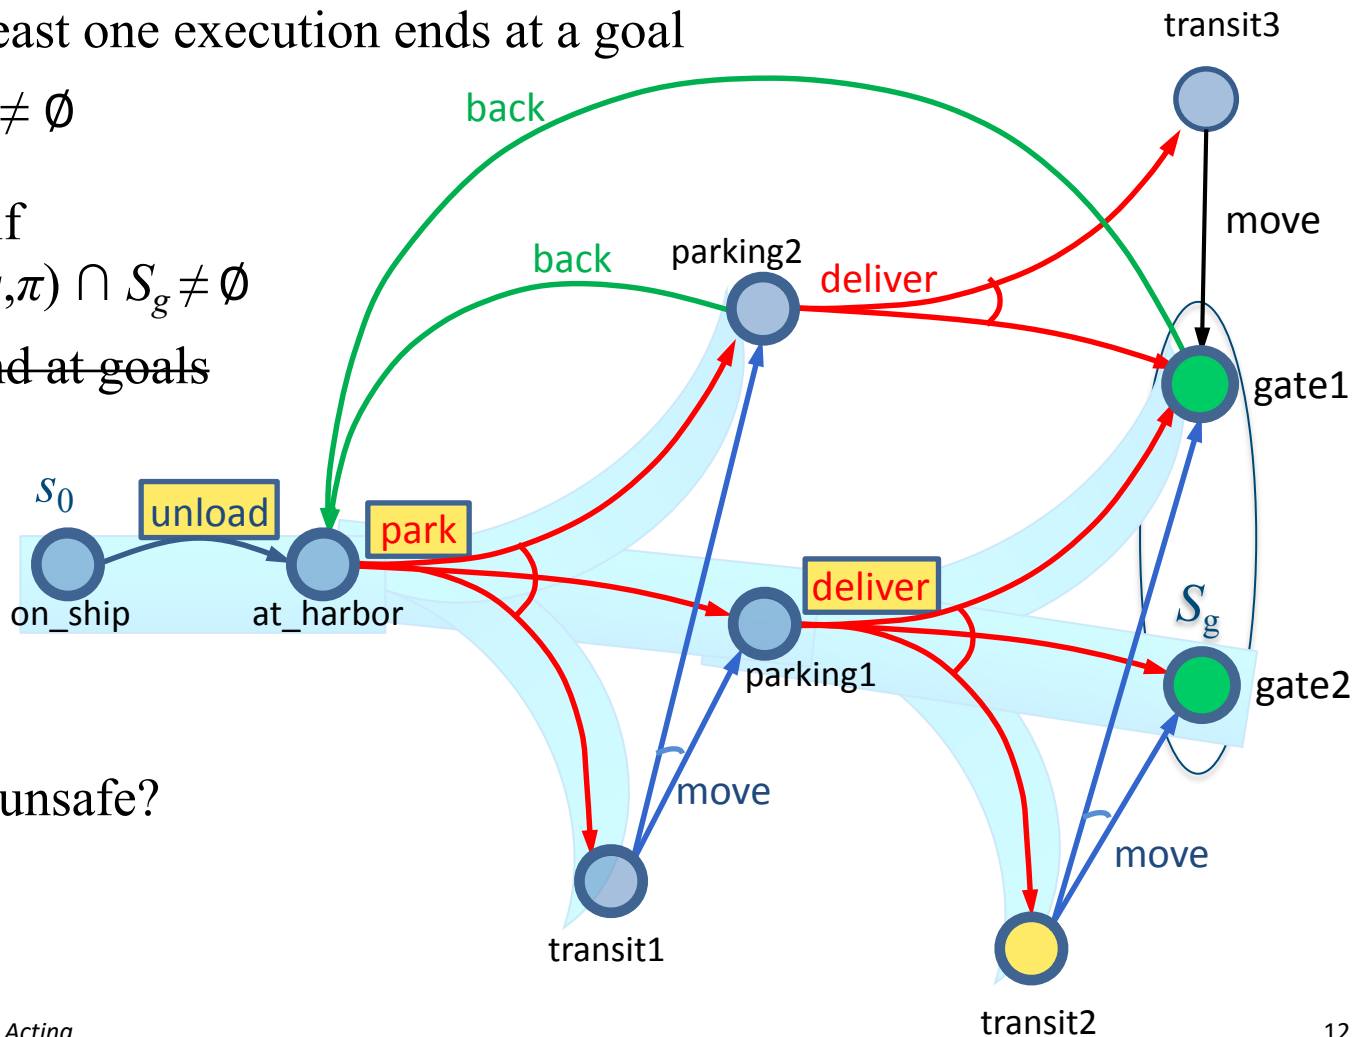 east one execution ends at a goal
≠ ∅
f
,π) ∩ Sg ≠ ∅
nd at goals
unsafe?
transit3
back
move
parking2
back
deliver
gate1
s0
unload
park
on_ship
at_harbor
deliver
Sg
parking1
gate2
move
move
transit1
transit2
Acting
12